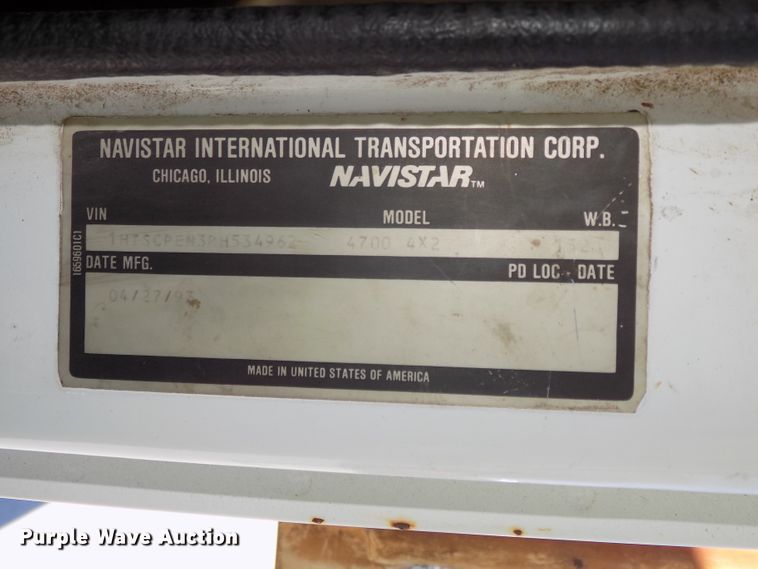 NAVISTAR INTERNATIONAL TRANSPORTATION CORP.
CHICAGO, ILLINOIS NAVISTAR TM
VIN MODEL W.B.
1HTSCPEN3PH534962 4700 4X2
DATE MFG. PD LOC - DATE
04/27/93
MADE IN UNITED STATES OF AMERICA
1659601C1
Purple Wave Auction